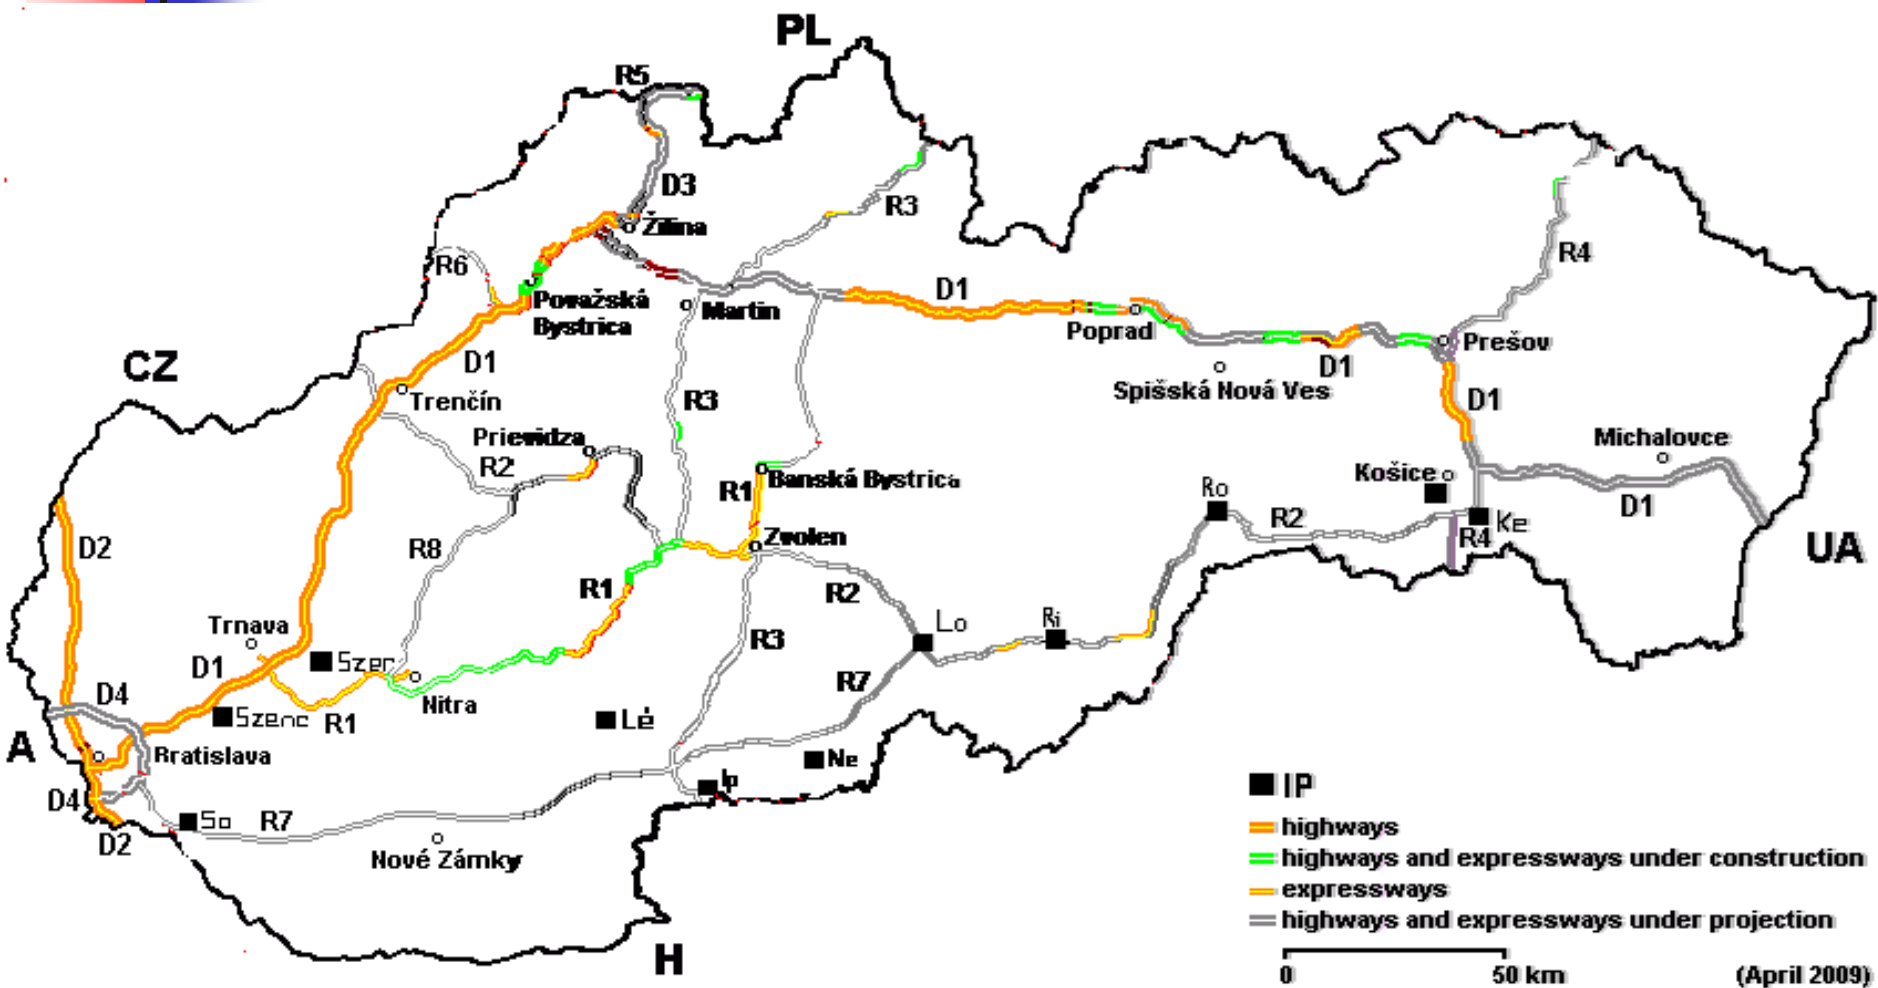 PL
R5
D3
R3
Žilina
R6
R4
D1
Považská
Bystrica
Martin
Poprad
Prešov
CZ
D1
D1
Spišská Nová Ves
Trenčín
R3
D1
Prievidza
Michalovce
R2
Košice
R1
Banská Bystrica
Ro
D1
R2
Ke
D2
R8
Zvolen
R4
UA
R1
R2
Trnava
Lo
Ri
R3
D1
Szer
R7
D4
Nitra
Szenc
R1
Lé
A
Bratislava
Ne
Ip
IP
D4
So
R7
highways
D2
Nové Zámky
highways and expressways under construction
expressways
highways and expressways under projection
H
0
50 km
(April 2009)